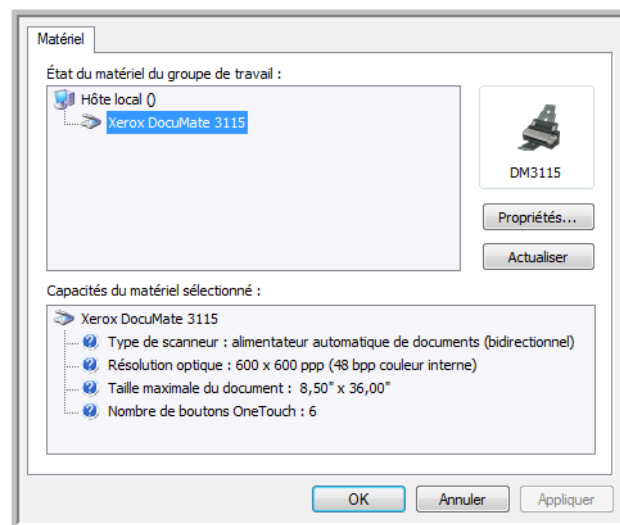 Matériel
État du matériel du groupe de travail :
Hôte local ()
Xerox DocuMate 3115
DM3115
Propriétés...
Actualiser
Capacités du matériel sélectionné :
Xerox DocuMate 3115
Type de scanneur : alimentateur automatique de documents (bidirectionnel)
Résolution optique : 600 x 600 ppp (48 bpp couleur interne)
Taille maximale du document : 8,50" x 36,00"
Nombre de boutons OneTouch : 6
OK Annuler Appliquer